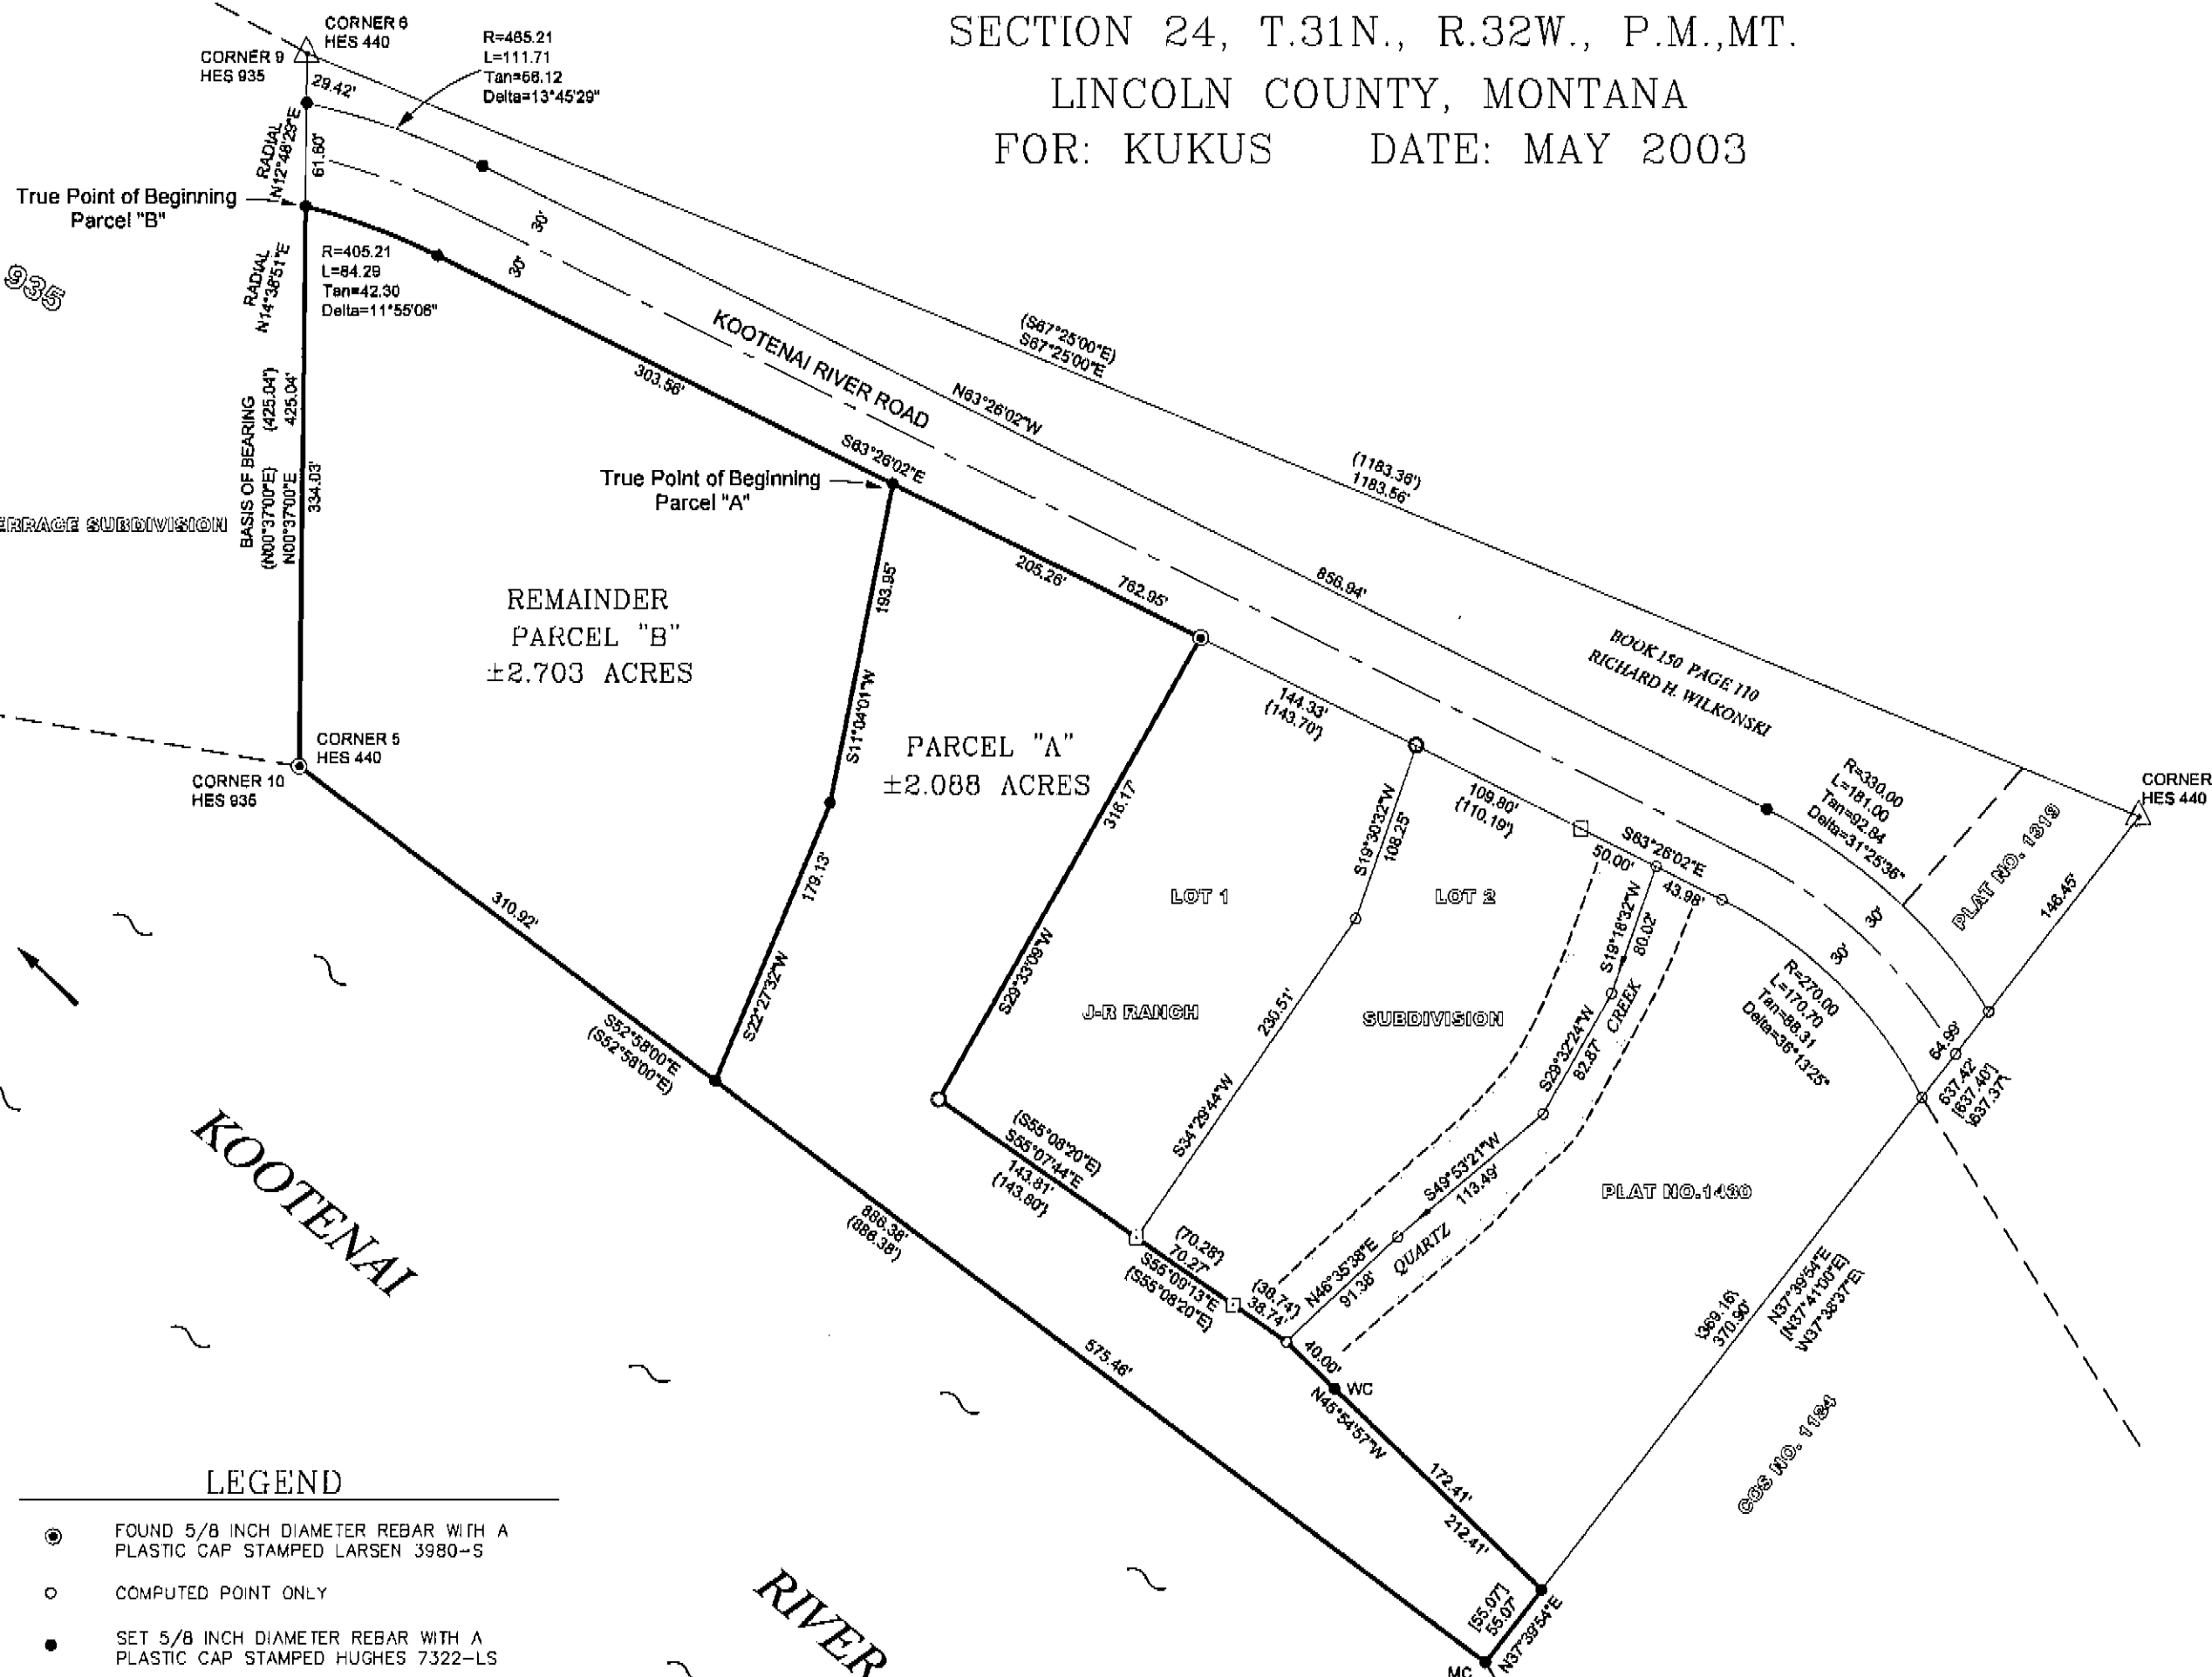 SECTION 24, T.31N., R.32W., P.M.,MT.
LINCOLN COUNTY, MONTANA
FOR: KUKUS DATE: MAY 2003
CORNER 6
HES 440
CORNER 9
HES 935
R=465.21
L=111.71
Tan=56.12
Delta=13°45'29"
29.42'
RADIAL
N12°48'29"E
61.60'
True Point of Beginning
Parcel "B"
935
RADIAL
N14°38'51"E
R=405.21
L=84.29
Tan=42.30
Delta=11°55'06"
30'
30'
KOOTENAI RIVER ROAD
303.56'
S63°26'02"E
N63°26'02"W
(S67°25'00"E)
S67°25'00"E
(1183.36')
1183.56'
BASIS OF BEARING
(N00°37'00"E) (425.04')
N00°37'00"E 425.04'
334.03'
ERRACE SUBDIVISION
True Point of Beginning
Parcel "A"
205.26'
762.95'
856.94'
193.95'
S11°04'01"W
REMAINDER
PARCEL "B"
±2.703 ACRES
PARCEL "A"
±2.088 ACRES
BOOK 150 PAGE 110
RICHARD H. WILKONSKI
CORNER 5
HES 440
CORNER 10
HES 935
144.33'
(143.70')
109.80'
(110.19')
S63°26'02"E
50.00'
43.98'
R=330.00
L=181.00
Tan=92.84
Delta=31°25'36"
PLAT NO. 1319
CORNER
HES 440
146.45'
316.17'
S29°33'09"W
S19°30'32"W
108.25'
LOT 1
LOT 2
S19°18'32"W
80.02'
30'
30'
R=270.00
L=170.70
Tan=88.31
Delta=36°13'25"
310.92'
179.13'
S22°27'32"W
S52°58'00"E
(S52°58'00"E)
J-R RANCH
SUBDIVISION
230.51'
S34°29'44"W
S29°32'24"W
82.87'
CREEK
64.99'
637.42'
[637.40']
\637.37'\
KOOTENAI
(S55°08'20"E)
S55°07'44"E
143.81'
(143.80')
S49°53'21"W
113.49'
PLAT NO.1430
886.38'
(886.38')
(70.28')
70.27'
S56°09'13"E
(S55°08'20"E)
(38.74')
38.74'
N46°35'38"E
91.38'
QUARTZ
\369.16'\
370.90'
N37°39'54"E
[N37°41'00"E]
\N37°38'37"E\
575.46'
40.00'
WC
N45°54'57"W
COS NO. 1184
172.41'
212.41'
LEGEND
FOUND 5/8 INCH DIAMETER REBAR WITH A
PLASTIC CAP STAMPED LARSEN 3980-S
COMPUTED POINT ONLY
SET 5/8 INCH DIAMETER REBAR WITH A
PLASTIC CAP STAMPED HUGHES 7322-LS
RIVER
[55.07']
55.07'
N37°39'54"E
MC